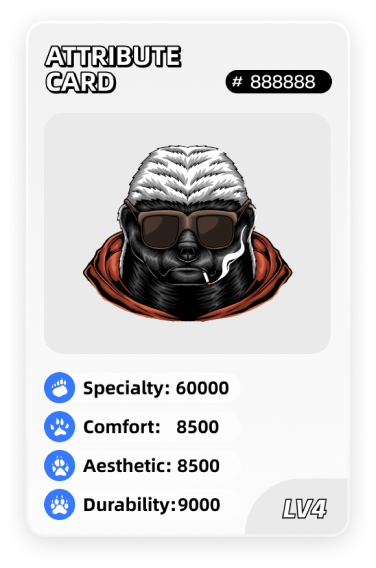 ATTRIBUTE
CARD
# 888888
Specialty: 60000
Comfort: 8500
Aesthetic: 8500
Durability:9000
LV4